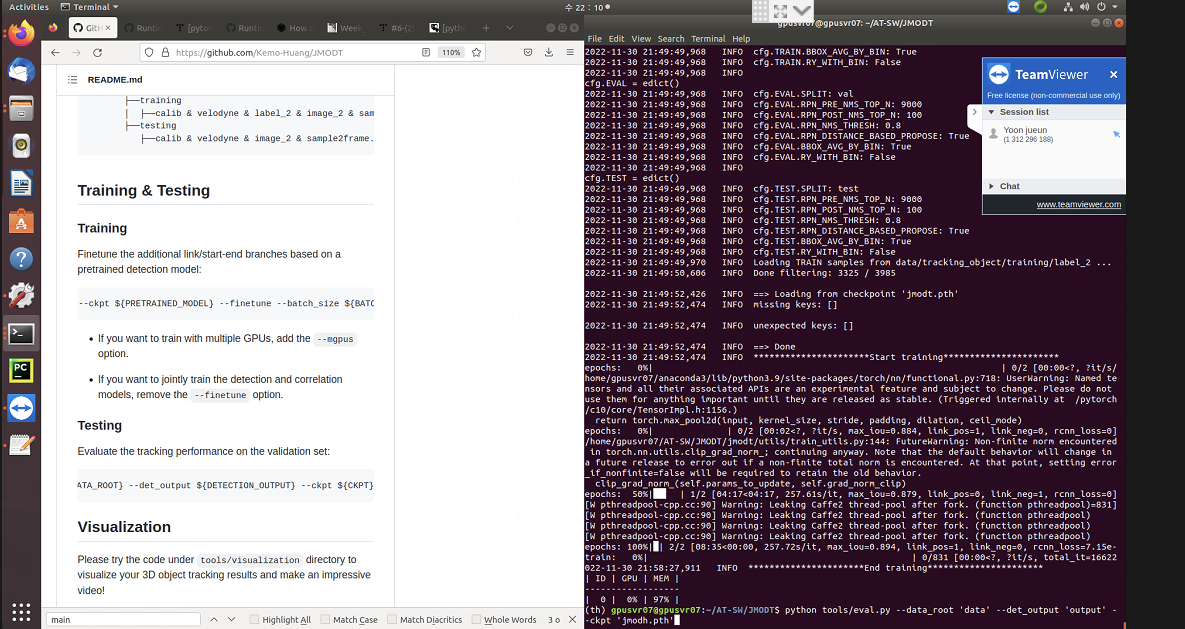 Activities
Terminal
수 22 : 10
GitH
Runtin
[pytor
Runtin
How t
Week
#6-(2)
[pytho
https://github.com/Kemo-Huang/JMODT
110%
README.md
├──training
│ ├──calib & velodyne & label_2 & image_2 & sam
├──testing
├──calib & velodyne & image_2 & sample2frame.
Training & Testing
Training
Finetune the additional link/start-end branches based on a
pretrained detection model:
--ckpt ${PRETRAINED_MODEL} --finetune --batch_size ${BATC
• If you want to train with multiple GPUs, add the --mgpus
option.
• If you want to jointly train the detection and correlation
models, remove the --finetune option.
Testing
Evaluate the tracking performance on the validation set:
ATA_ROOT} --det_output ${DETECTION_OUTPUT} --ckpt ${CKPT}
Visualization
Please try the code under tools/visualization directory to
visualize your 3D object tracking results and make an impressive
video!
main
Highlight All
Match Case
Match Diacritics
Whole Words
3 o
gpusvr07@gpusvr07:~/AT-SW/JMODT
File Edit View Search Terminal Help
2022-11-30 21:49:49,968 INFO cfg.TRAIN.BBOX_AVG_BY_BIN: True
2022-11-30 21:49:49,968 INFO cfg.TRAIN.RY_WITH_BIN: False
2022-11-30 21:49:49,968 INFO
cfg.EVAL = edict()
2022-11-30 21:49:49,968 INFO cfg.EVAL.SPLIT: val
2022-11-30 21:49:49,968 INFO cfg.EVAL.RPN_PRE_NMS_TOP_N: 9000
2022-11-30 21:49:49,968 INFO cfg.EVAL.RPN_POST_NMS_TOP_N: 100
2022-11-30 21:49:49,968 INFO cfg.EVAL.RPN_NMS_THRESH: 0.8
2022-11-30 21:49:49,968 INFO cfg.EVAL.RPN_DISTANCE_BASED_PROPOSE: True
2022-11-30 21:49:49,968 INFO cfg.EVAL.BBOX_AVG_BY_BIN: True
2022-11-30 21:49:49,968 INFO cfg.EVAL.RY_WITH_BIN: False
2022-11-30 21:49:49,968 INFO
cfg.TEST = edict()
2022-11-30 21:49:49,968 INFO cfg.TEST.SPLIT: test
2022-11-30 21:49:49,968 INFO cfg.TEST.RPN_PRE_NMS_TOP_N: 9000
2022-11-30 21:49:49,968 INFO cfg.TEST.RPN_POST_NMS_TOP_N: 100
2022-11-30 21:49:49,968 INFO cfg.TEST.RPN_NMS_THRESH: 0.8
2022-11-30 21:49:49,968 INFO cfg.TEST.RPN_DISTANCE_BASED_PROPOSE: True
2022-11-30 21:49:49,968 INFO cfg.TEST.BBOX_AVG_BY_BIN: True
2022-11-30 21:49:49,968 INFO cfg.TEST.RY_WITH_BIN: False
2022-11-30 21:49:49,970 INFO Loading TRAIN samples from data/tracking_object/training/label_2 ...
2022-11-30 21:49:50,606 INFO Done filtering: 3325 / 3985
2022-11-30 21:49:52,426 INFO ==> Loading from checkpoint 'jmodt.pth'
2022-11-30 21:49:52,474 INFO missing keys: []
2022-11-30 21:49:52,474 INFO unexpected keys: []
2022-11-30 21:49:52,474 INFO ==> Done
2022-11-30 21:49:52,474 INFO **********************Start training**********************
epochs: 0%| | 0/2 [00:00<?, ?it/s/
home/gpusvr07/anaconda3/lib/python3.9/site-packages/torch/nn/functional.py:718: UserWarning: Named te
nsors and all their associated APIs are an experimental feature and subject to change. Please do not
use them for anything important until they are released as stable. (Triggered internally at /pytorch
/c10/core/TensorImpl.h:1156.)
return torch.max_pool2d(input, kernel_size, stride, padding, dilation, ceil_mode)
epochs: 0%| | 0/2 [00:02<?, ?it/s, max_iou=0.884, link_pos=1, link_neg=0, rcnn_loss=0]
/home/gpusvr07/AT-SW/JMODT/jmodt/utils/train_utils.py:144: FutureWarning: Non-finite norm encountered
in torch.nn.utils.clip_grad_norm_; continuing anyway. Note that the default behavior will change in
a future release to error out if a non-finite total norm is encountered. At that point, setting error
_if_nonfinite=false will be required to retain the old behavior.
clip_grad_norm_(self.params_to_update, self.grad_norm_clip)
epochs: 50%| | 1/2 [04:17<04:17, 257.61s/it, max_iou=0.879, link_pos=0, link_neg=1, rcnn_loss=0]
[W pthreadpool-cpp.cc:90] Warning: Leaking Caffe2 thread-pool after fork. (function pthreadpool)=831]
[W pthreadpool-cpp.cc:90] Warning: Leaking Caffe2 thread-pool after fork. (function pthreadpool)
[W pthreadpool-cpp.cc:90] Warning: Leaking Caffe2 thread-pool after fork. (function pthreadpool)
[W pthreadpool-cpp.cc:90] Warning: Leaking Caffe2 thread-pool after fork. (function pthreadpool)
epochs: 100%| | 2/2 [08:35<00:00, 257.72s/it, max_iou=0.894, link_pos=1, link_neg=0, rcnn_loss=7.15e-
train: 0%| | 0/831 [00:00<?, ?it/s, total_it=16622
022-11-30 21:58:27,911 INFO **********************End training**********************
| ID | GPU | MEM |
------------------
| 0 | 0% | 97% |
(th) gpusvr07@gpusvr07:~/AT-SW/JMODT$ python tools/eval.py --data_root 'data' --det_output 'output' -
-ckpt 'jmodh.pth'
TeamViewer
Free license (non-commercial use only)
Session list
Yoon jueun
(1 312 296 188)
Chat
www.teamviewer.com
PC